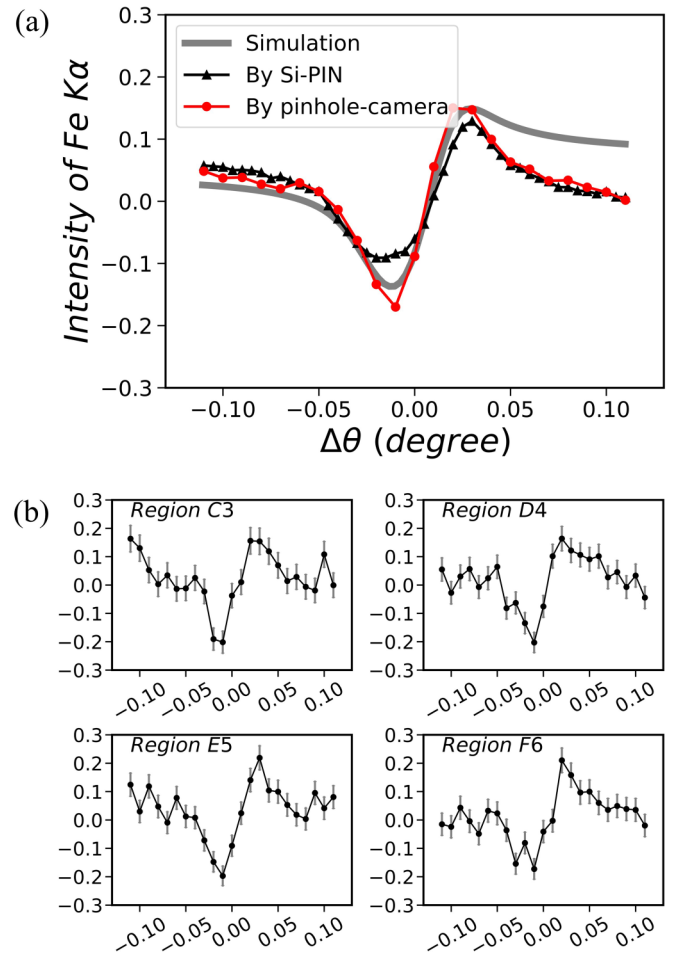 (a)
Intensity of Fe Kα
0.3
0.2
0.1
0.0
−0.1
−0.2
−0.3
Simulation
By Si-PIN
By pinhole-camera
−0.10 −0.05 0.00 0.05 0.10
Δθ (degree)
(b)
0.3
0.2
0.1
0.0
−0.1
−0.2
−0.3
Region C3
−0.10 −0.05 0.00 0.05 0.10
0.3
0.2
0.1
0.0
−0.1
−0.2
−0.3
Region D4
−0.10 −0.05 0.00 0.05 0.10
0.3
0.2
0.1
0.0
−0.1
−0.2
−0.3
Region E5
−0.10 −0.05 0.00 0.05 0.10
0.3
0.2
0.1
0.0
−0.1
−0.2
−0.3
Region F6
−0.10 −0.05 0.00 0.05 0.10